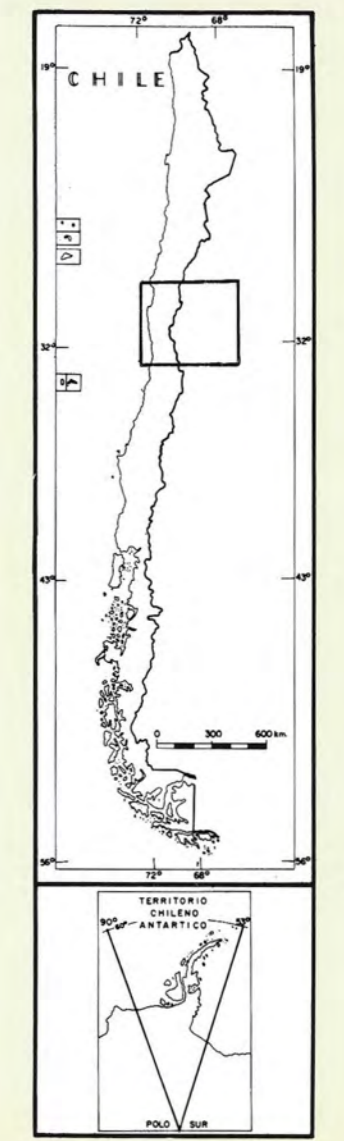 72° 68°
19° 19°
CHILE
32° 32°
43° 43°
0 300 600 km.
56° 56°
72° 68°
TERRITORIO
CHILENO
ANTARTICO
90° 60° 53°
POLO SUR